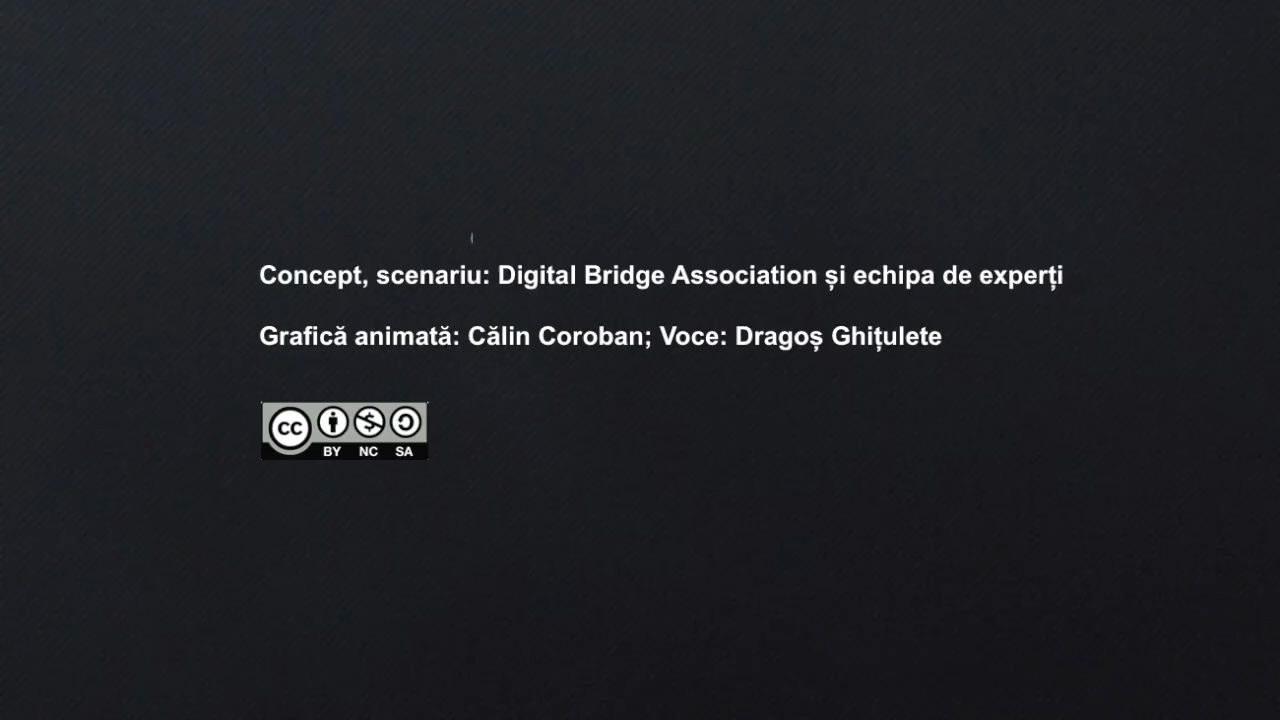 Concept, scenariu: Digital Bridge Association și echipa de experți
Grafică animată: Călin Coroban; Voce: Dragoș Ghițulete
CC BY NC SA